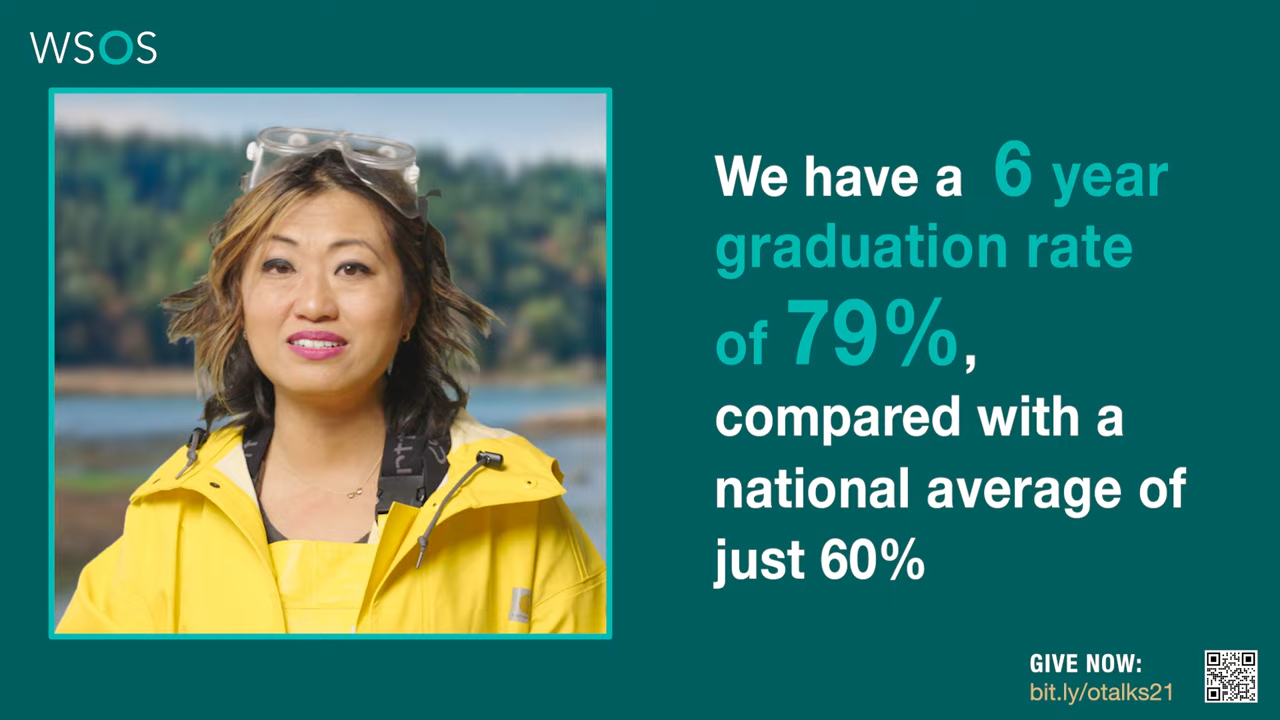 WSOS
We have a 6 year
graduation rate
of 79%,
compared with a
national average of
just 60%
GIVE NOW:
bit.ly/otalks21